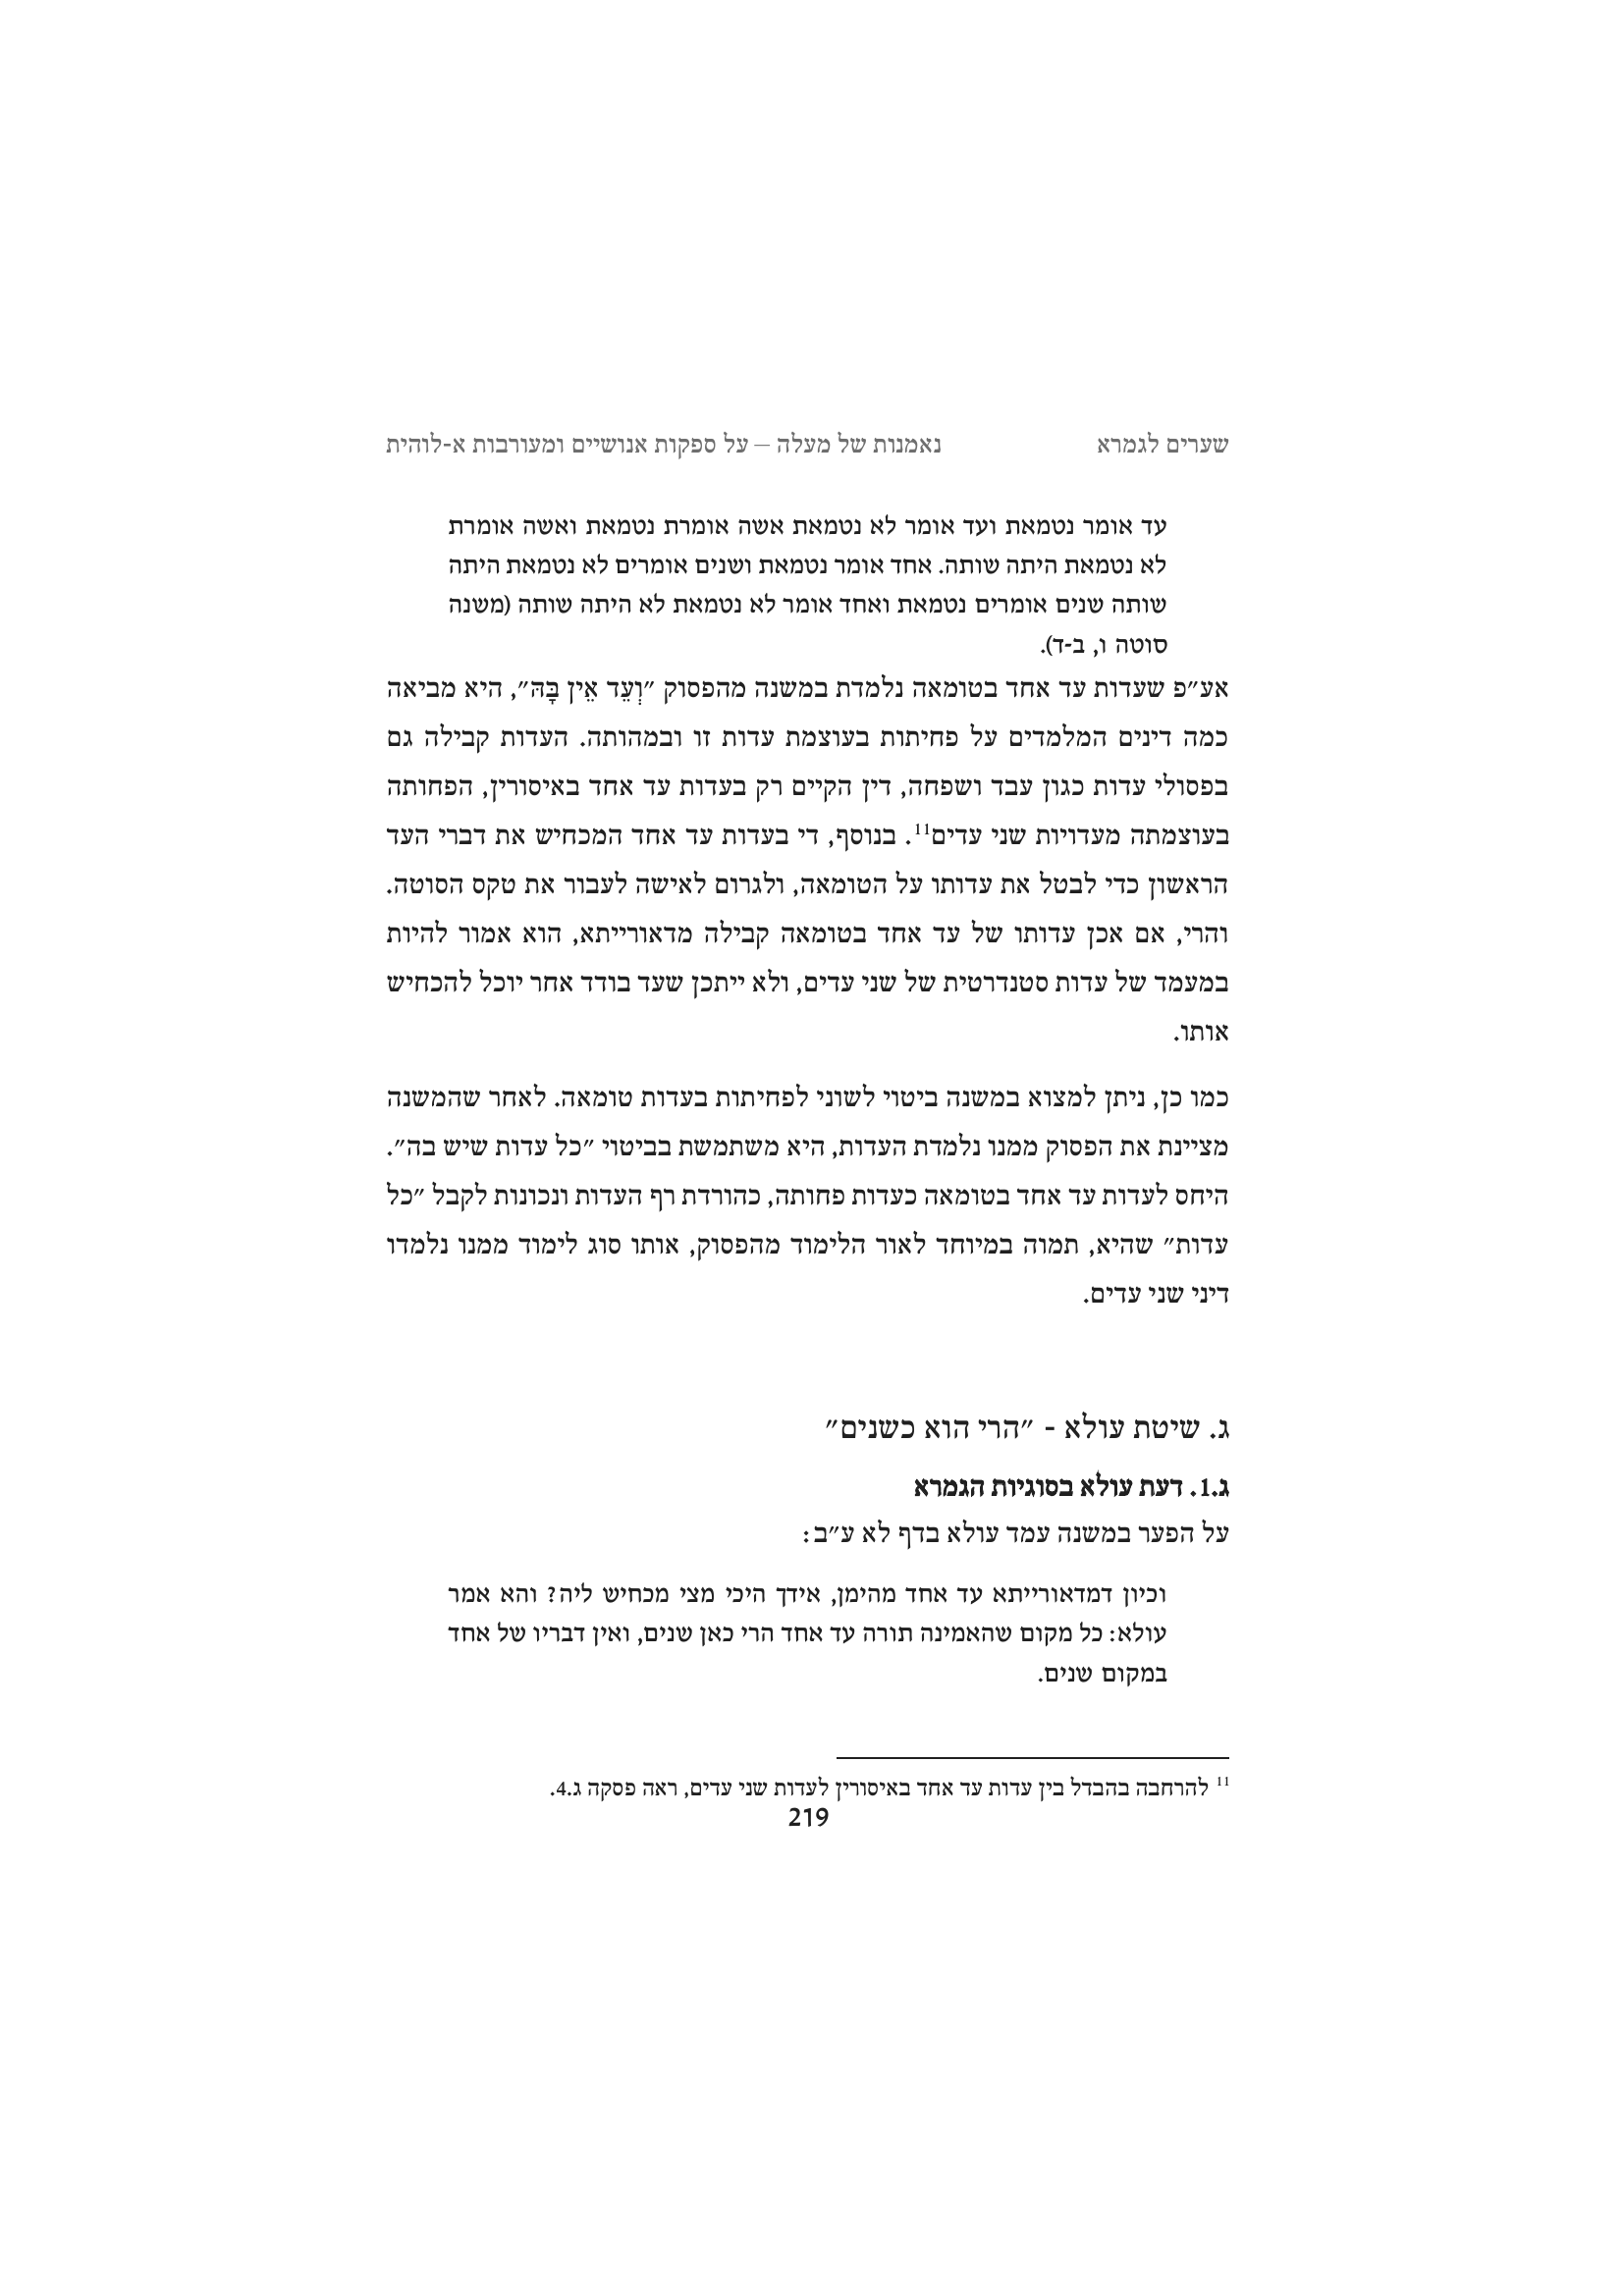 שערים לגמרא נאמנות של מעלה – על ספקות אנושיים ומעורבות א-לוהית
עד אומר נטמאת ועד אומר לא נטמאת אשה אומרת נטמאת ואשה אומרת
לא נטמאת היתה שותה. אחד אומר נטמאת ושנים אומרים לא נטמאת היתה
שותה שנים אומרים נטמאת ואחד אומר לא נטמאת לא היתה שותה (משנה
סוטה ו, ב-ד).
אע״פ שעדות עד אחד בטומאה נלמדת במשנה מהפסוק ״וְעֵד אֵין בָּהּ״, היא מביאה
כמה דינים המלמדים על פחיתות בעוצמת עדות זו ובמהותה. העדות קבילה גם
בפסולי עדות כגון עבד ושפחה, דין הקיים רק בעדות עד אחד באיסורין, הפחותה
בעוצמתה מעדויות שני עדים11. בנוסף, די בעדות עד אחד המכחיש את דברי העד
הראשון כדי לבטל את עדותו על הטומאה, ולגרום לאישה לעבור את טקס הסוטה.
והרי, אם אכן עדותו של עד אחד בטומאה קבילה מדאורייתא, הוא אמור להיות
במעמד של עדות סטנדרטית של שני עדים, ולא ייתכן שעד בודד אחר יוכל להכחיש
אותו.
כמו כן, ניתן למצוא במשנה ביטוי לשוני לפחיתות בעדות טומאה. לאחר שהמשנה
מציינת את הפסוק ממנו נלמדת העדות, היא משתמשת בביטוי ״כל עדות שיש בה״.
היחס לעדות עד אחד בטומאה כעדות פחותה, כהורדת רף העדות ונכונות לקבל ״כל
עדות״ שהיא, תמוה במיוחד לאור הלימוד מהפסוק, אותו סוג לימוד ממנו נלמדו
דיני שני עדים.
ג. שיטת עולא - ״הרי הוא כשנים״
ג.1. דעת עולא בסוגיות הגמרא
על הפער במשנה עמד עולא בדף לא ע״ב:
וכיון דמדאורייתא עד אחד מהימן, אידך היכי מצי מכחיש ליה? והא אמר
עולא: כל מקום שהאמינה תורה עד אחד הרי כאן שנים, ואין דבריו של אחד
במקום שנים.
11 להרחבה בהבדל בין עדות עד אחד באיסורין לעדות שני עדים, ראה פסקה ג.4.
219